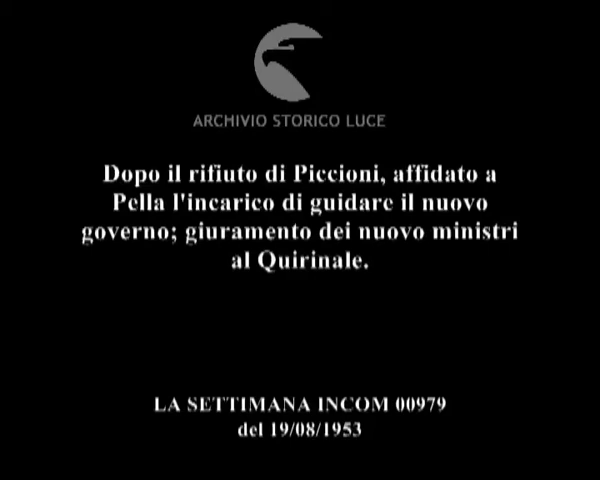 ARCHIVIO STORICO LUCE
Dopo il rifiuto di Piccioni, affidato a
Pella l'incarico di guidare il nuovo
governo; giuramento dei nuovo ministri
al Quirinale.
LA SETTIMANA INCOM 00979
del 19/08/1953